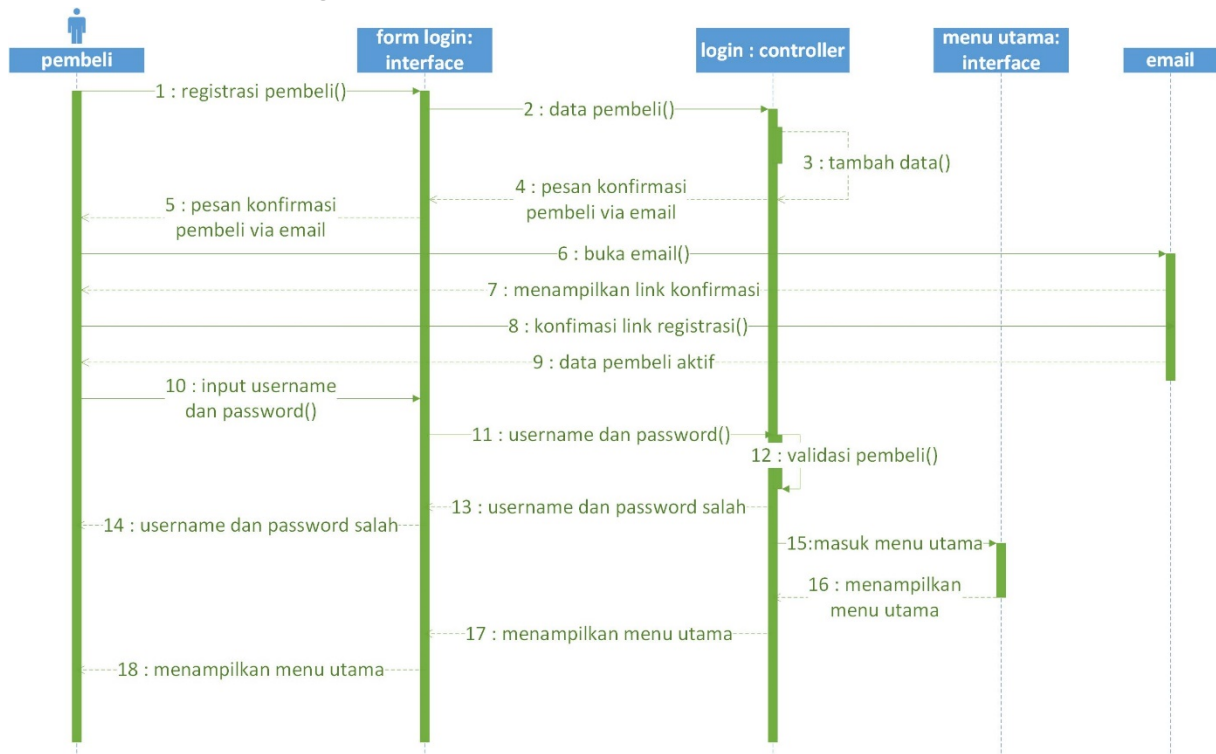 pembeli
form login:
interface
login : controller
menu utama:
interface
email
1 : registrasi pembeli()
2 : data pembeli()
3 : tambah data()
4 : pesan konfirmasi
pembeli via email
5 : pesan konfirmasi
pembeli via email
6 : buka email()
7 : menampilkan link konfirmasi
8 : konfimasi link registrasi()
9 : data pembeli aktif
10 : input username
dan password()
11 : username dan password()
12 : validasi pembeli()
13 : username dan password salah
14 : username dan password salah
15:masuk menu utama
16 : menampilkan
menu utama
17 : menampilkan menu utama
18 : menampilkan menu utama